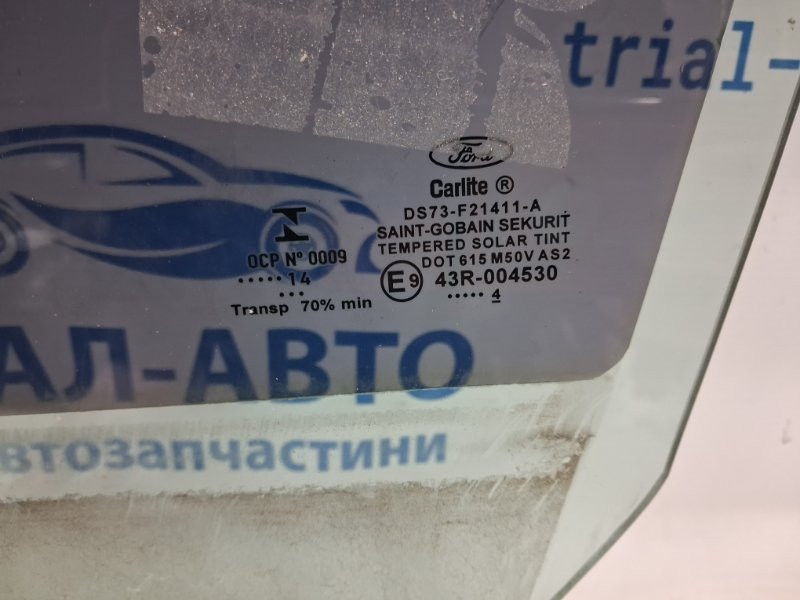 trial-
Ford
Carlite ®
DS73-F21411-A
SAINT-GOBAIN SEKURIT
TEMPERED SOLAR TINT
DOT 615 M50V AS2
E9 43R-004530
..... 4
OCP Nº 0009
..... 14
...
Transp 70% min
АЛ-АВТО
втозапчастини